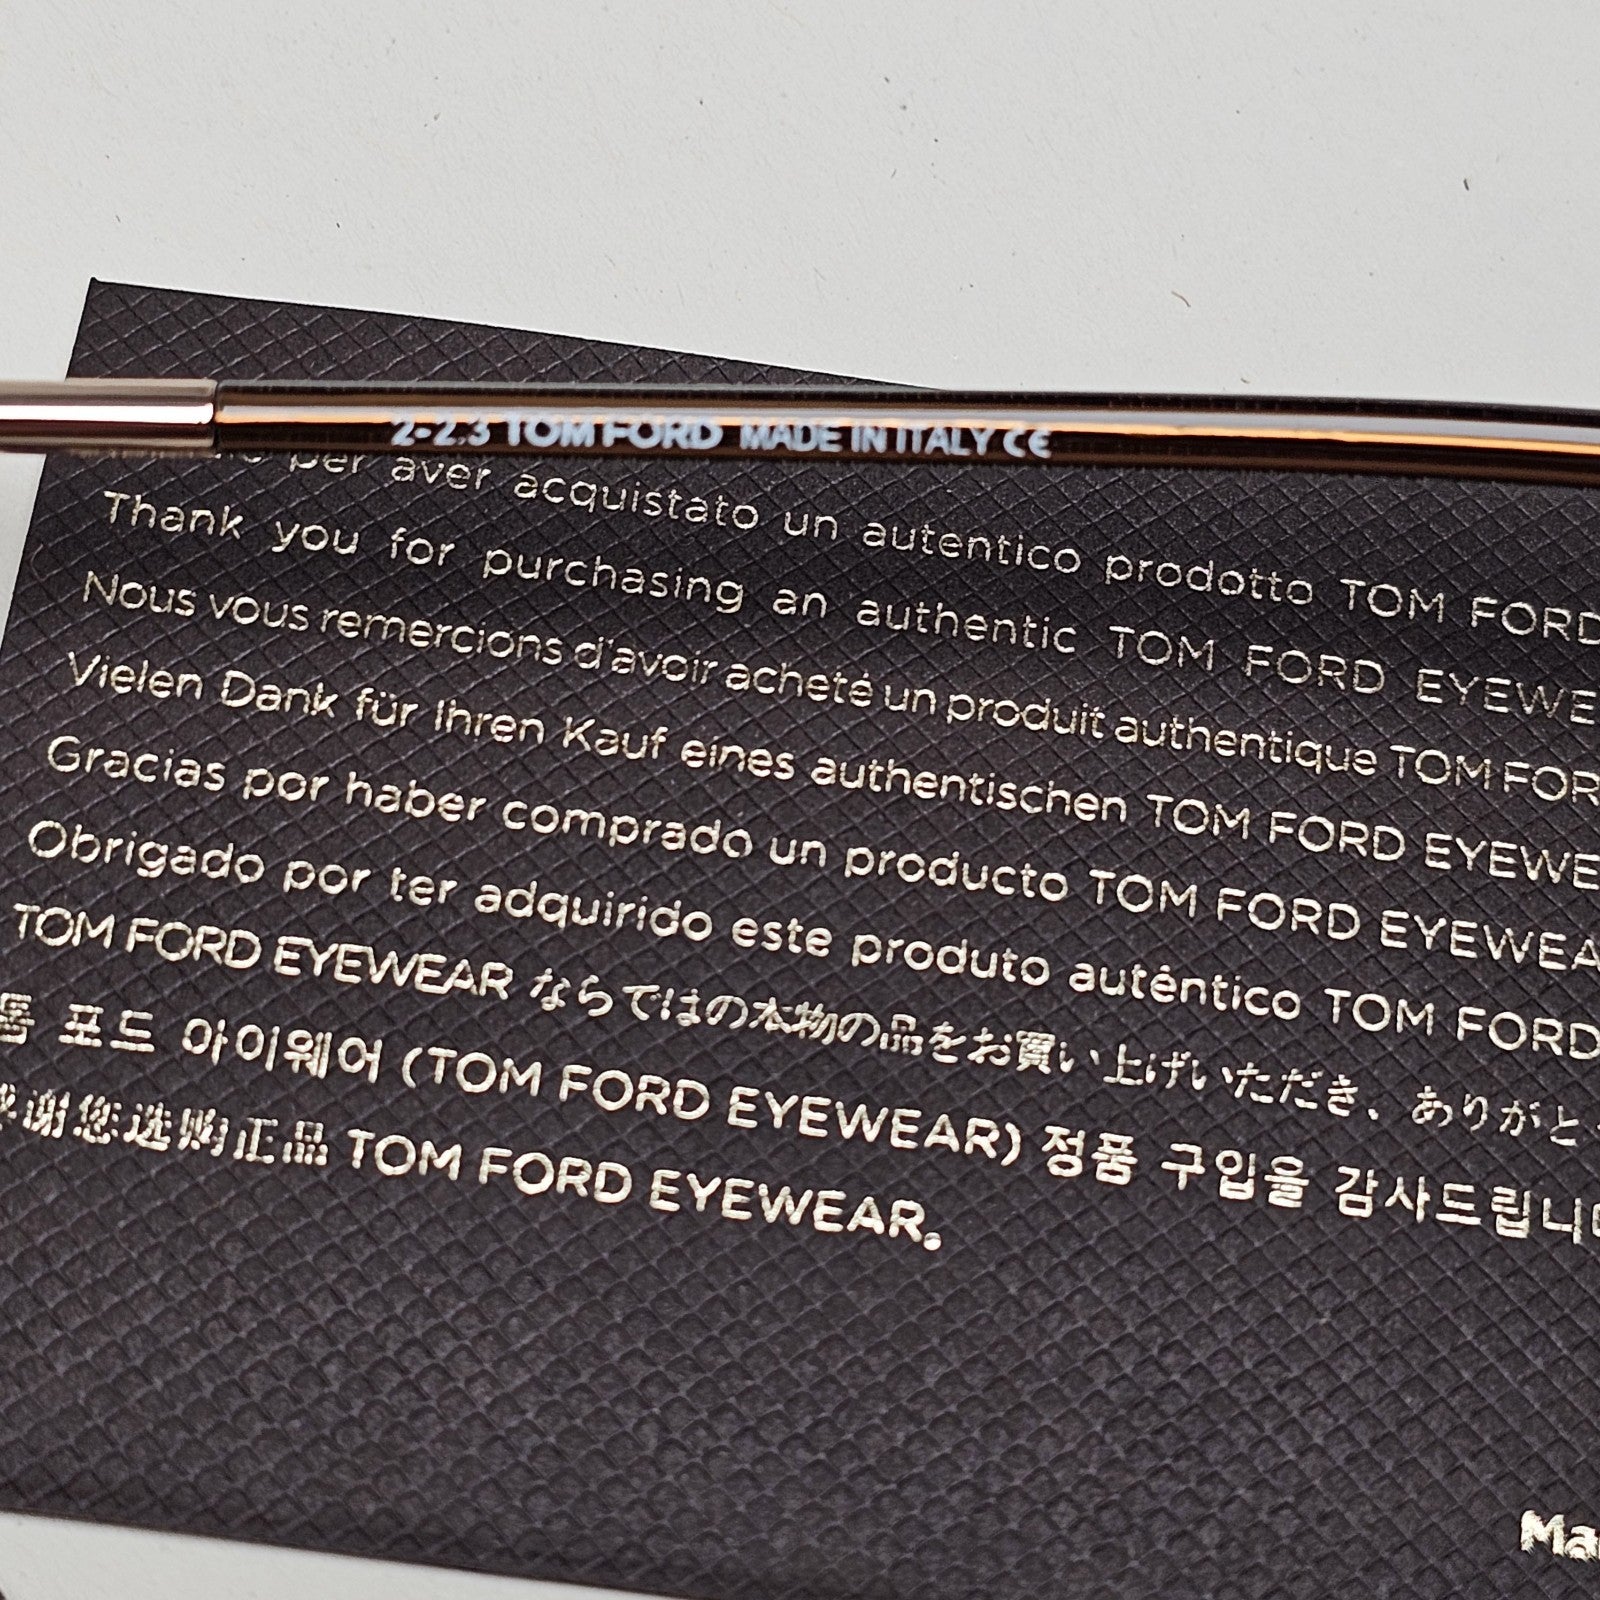 2-2.3 TOM FORD MADE IN ITALY CE
per aver acquistato un autentico prodotto TOM FORD
Thank you for purchasing an authentic TOM FORD EYEWE
Nous vous remercions d'avoir acheté un produit authentique TOM FOR
Vielen Dank für Ihren Kauf eines authentischen TOM FORD EYEWE
Gracias por haber comprado un producto TOM FORD EYEWEA
Obrigado por ter adquirido este produto autêntico TOM FORD
TOM FORD EYEWEAR ならではの本物の品をお買い上げいただき、ありがと
톰 포드 아이웨어 (TOM FORD EYEWEAR) 정품 구입을 감사드립니다
感谢您选购正品 TOM FORD EYEWEAR。
Ma